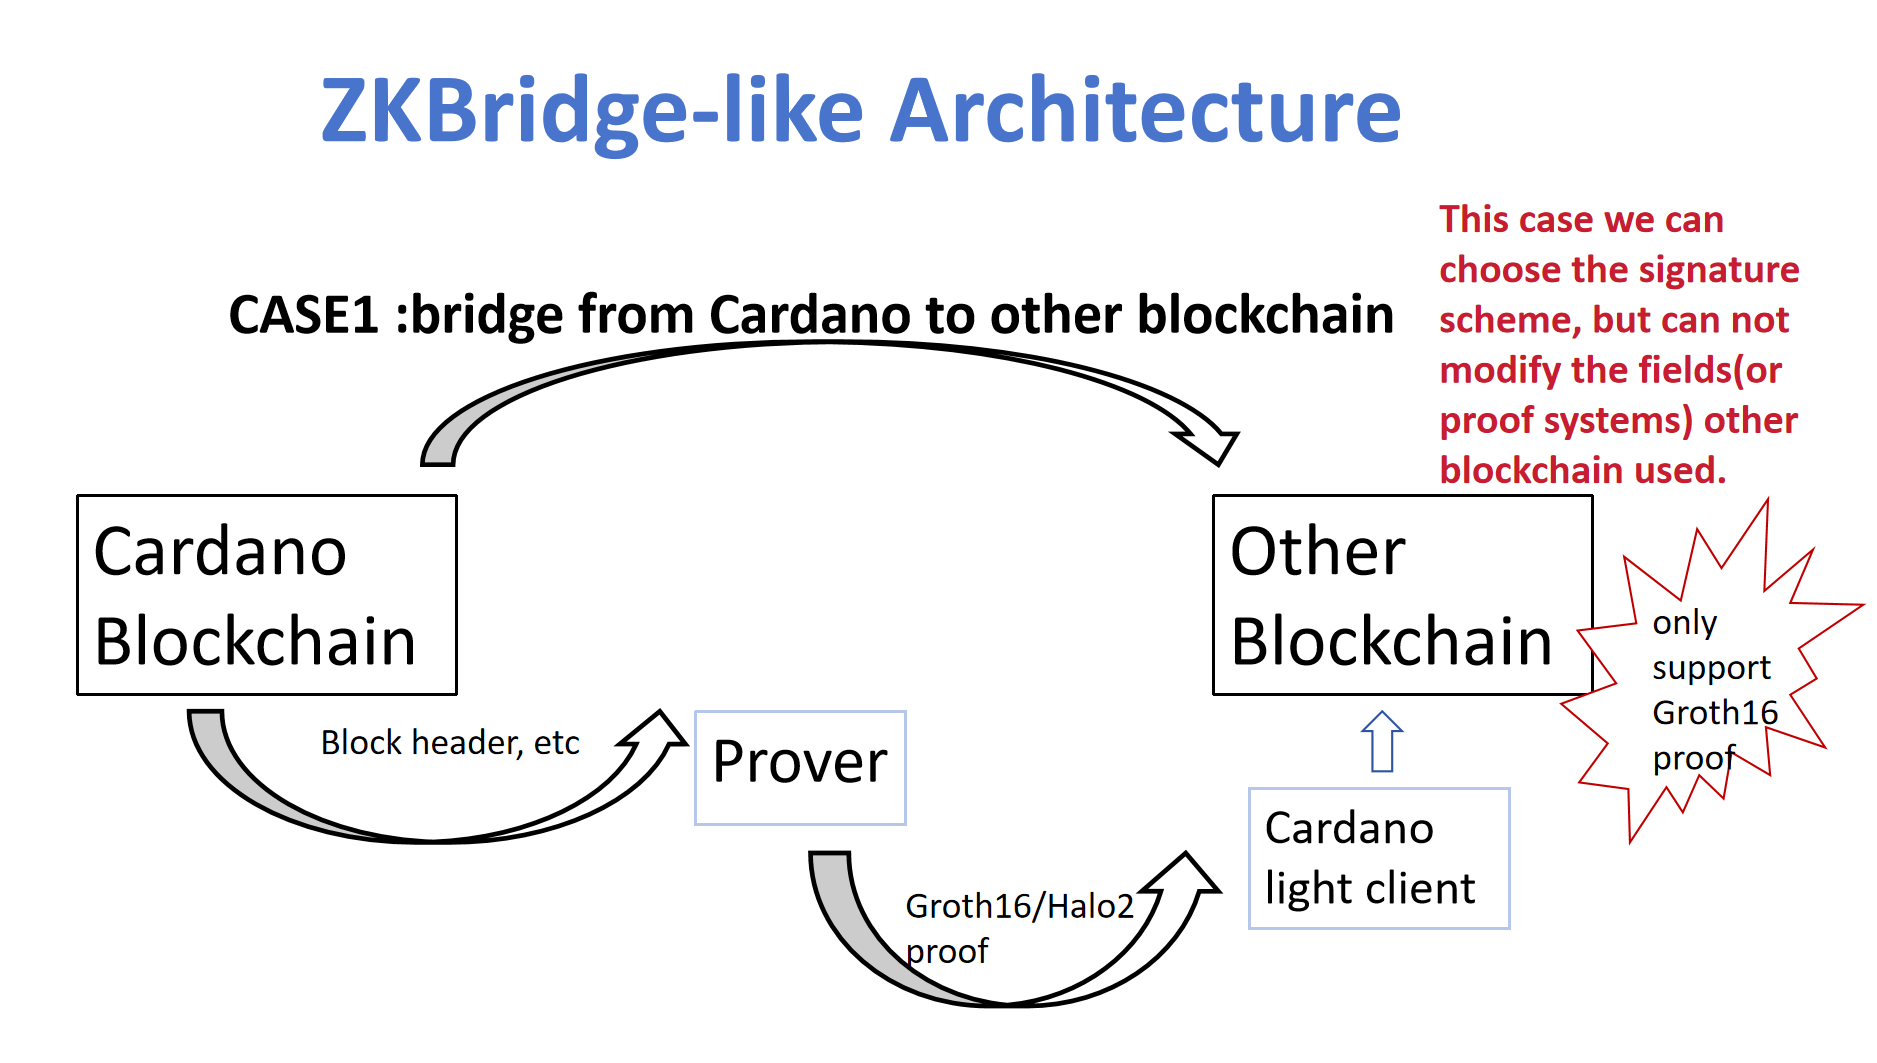 ZKBridge-like Architecture
CASE1 :bridge from Cardano to other blockchain
This case we can
choose the signature
scheme, but can not
modify the fields(or
proof systems) other
blockchain used.
Cardano
Blockchain
Other
Blockchain
only
support
Groth16
proof
Block header, etc
Prover
Groth16/Halo2
proof
Cardano
light client